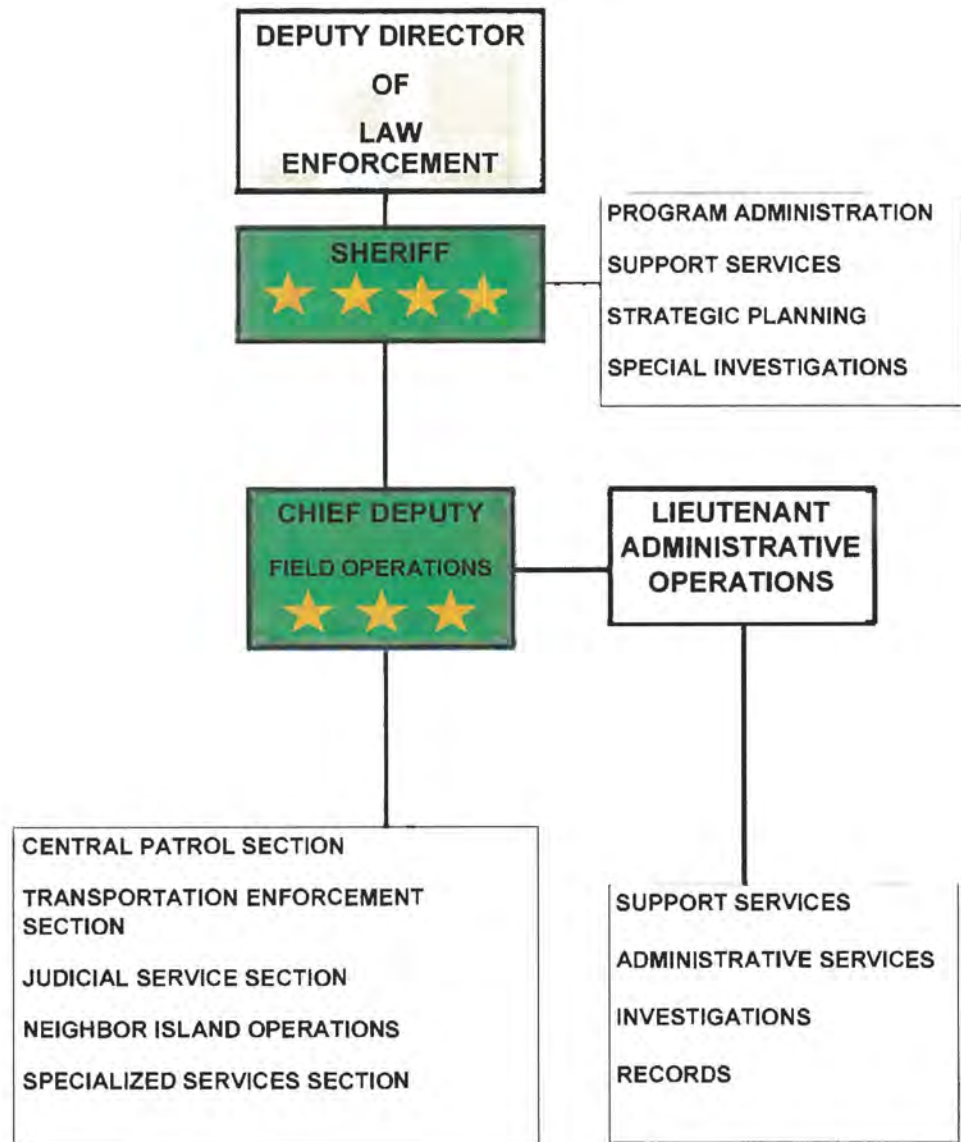 DEPUTY DIRECTOR
OF
LAW
ENFORCEMENT
SHERIFF
PROGRAM ADMINISTRATION
SUPPORT SERVICES
STRATEGIC PLANNING
SPECIAL INVESTIGATIONS
CHIEF DEPUTY
FIELD OPERATIONS
LIEUTENANT
ADMINISTRATIVE
OPERATIONS
CENTRAL PATROL SECTION
TRANSPORTATION ENFORCEMENT
SECTION
JUDICIAL SERVICE SECTION
NEIGHBOR ISLAND OPERATIONS
SPECIALIZED SERVICES SECTION
SUPPORT SERVICES
ADMINISTRATIVE SERVICES
INVESTIGATIONS
RECORDS